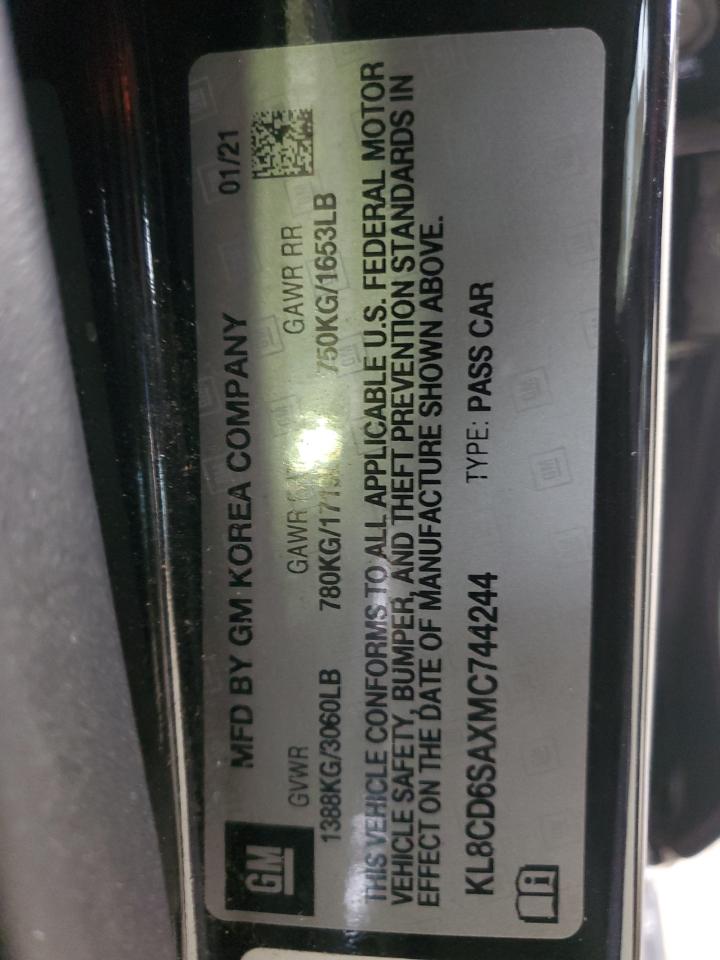 GM
MFD BY GM KOREA COMPANY
01/21
GVWR
GAWR
GAWR RR
1388KG/3060LB
780KG/
750KG/1653LB
THIS VEHICLE CONFORMS TO ALL APPLICABLE U.S. FEDERAL MOTOR
VEHICLE SAFETY, BUMPER, AND THEFT PREVENTION STANDARDS IN
EFFECT ON THE DATE OF MANUFACTURE SHOWN ABOVE.
KL8CD6SAXMC744244
TYPE: PASS CAR